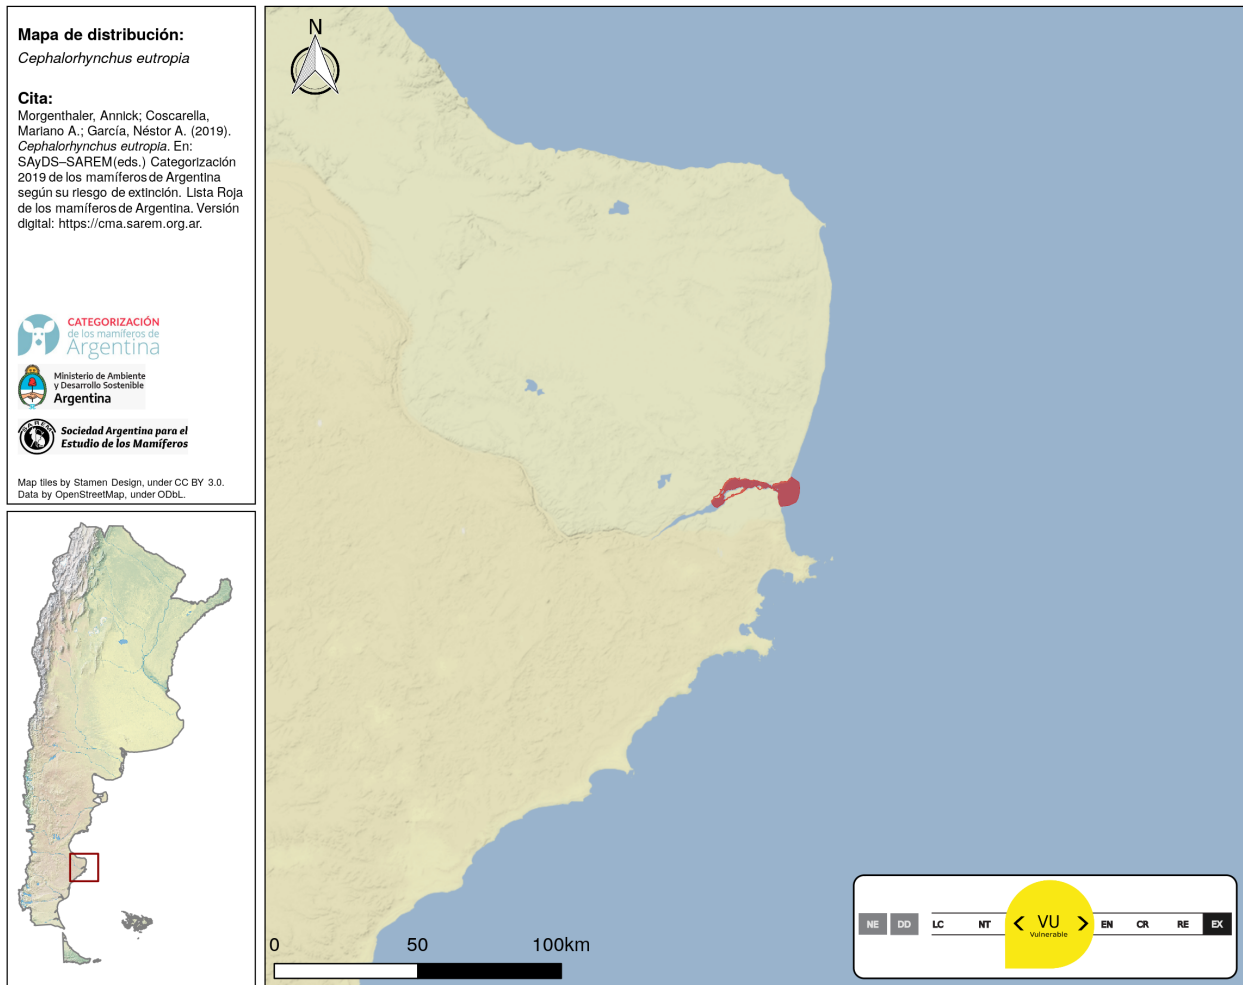 Mapa de distribución:
Cephalorhynchus eutropia
Cita:
Morgenthaler, Annick; Coscarella,
Mariano A.; García, Néstor A. (2019).
Cephalorhynchus eutropia. En:
SAyDS–SAREM(eds.) Categorización
2019 de los mamíferos de Argentina
según su riesgo de extinción. Lista Roja
de los mamíferos de Argentina. Versión
digital: https://cma.sarem.org.ar.
CATEGORIZACIÓN
de los mamíferos de
Argentina
Ministerio de Ambiente
y Desarrollo Sostenible
Argentina
SAREM
Sociedad Argentina para el
Estudio de los Mamíferos
Map tiles by Stamen Design, under CC BY 3.0.
Data by OpenStreetMap, under ODbL.
N
0 50 100km
NE DD LC NT VU EN CR RE EX
Vulnerable